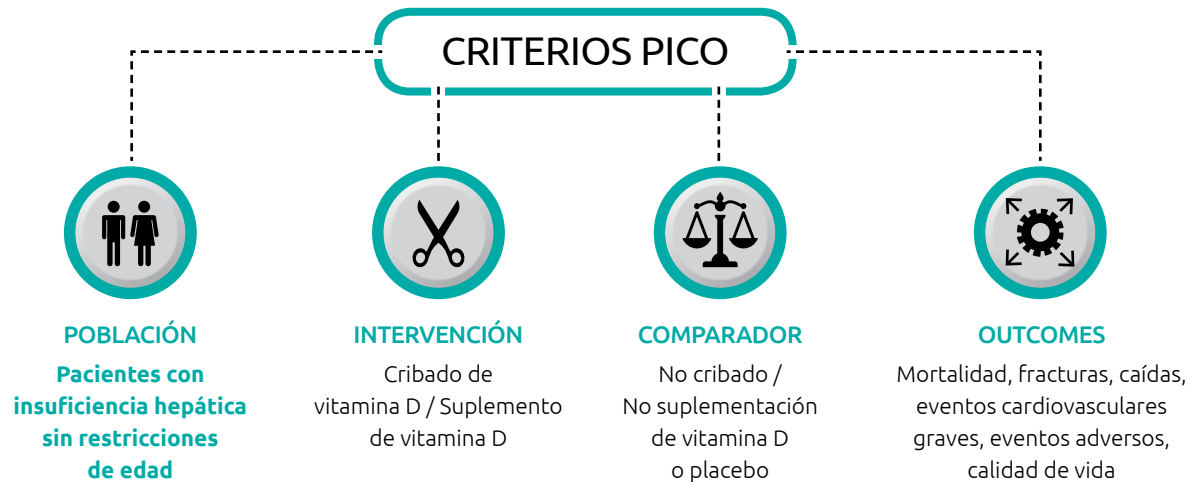 CRITERIOS PICO
POBLACIÓN
Pacientes con
insuficiencia hepática
sin restricciones
de edad
INTERVENCIÓN
Cribado de
vitamina D / Suplemento
de vitamina D
COMPARADOR
No cribado /
No suplementación
de vitamina D
o placebo
OUTCOMES
Mortalidad, fracturas, caídas,
eventos cardiovasculares
graves, eventos adversos,
calidad de vida